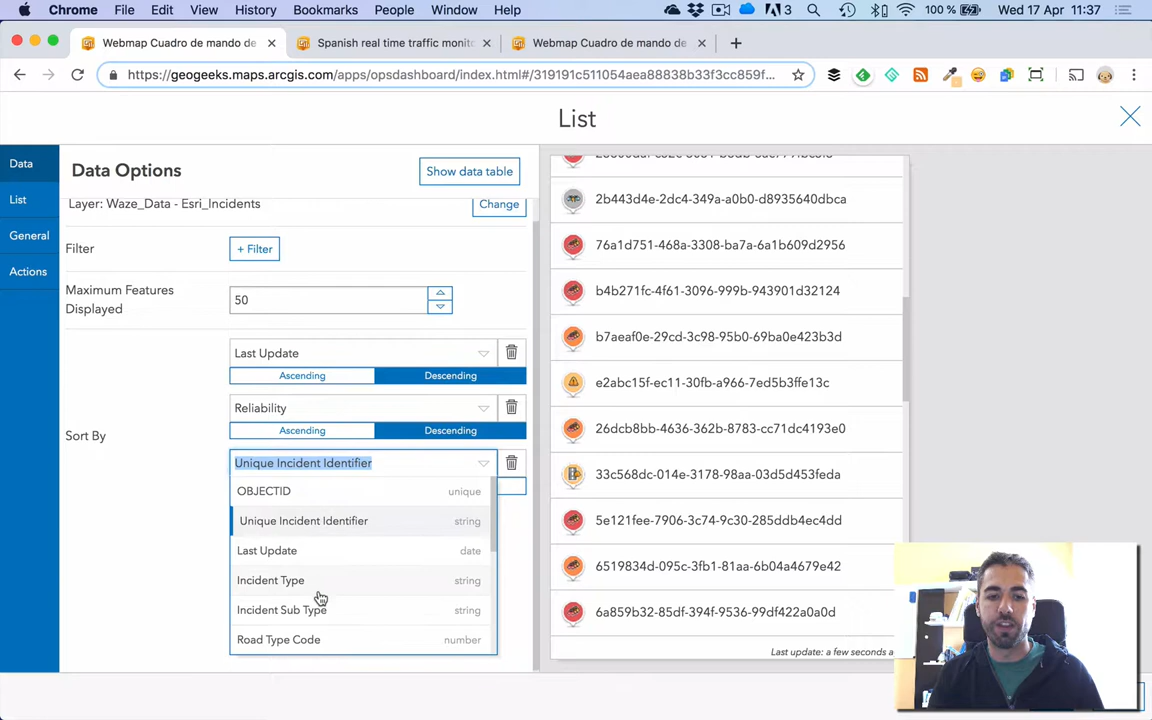 Chrome File Edit View History Bookmarks People Window Help 3 100 % Wed 17 Apr 11:37
Webmap Cuadro de mando de Spanish real time traffic monito Webmap Cuadro de mando de
https://geogeeks.maps.arcgis.com/apps/opsdashboard/index.html#/319191c511054aea88838b33f3cc859f...
List
Data
List
General
Actions
Data Options
Show data table
Layer: Waze_Data - Esri_Incidents
Change
Filter
+ Filter
Maximum Features
Displayed
50
Sort By
Last Update
Ascending Descending
Reliability
Ascending Descending
Unique Incident Identifier
OBJECTID unique
Unique Incident Identifier string
Last Update date
Incident Type string
Incident Sub Type string
Road Type Code number
2b443d4e-2dc4-349a-a0b0-d8935640dbca
76a1d751-468a-3308-ba7a-6a1b609d2956
b4b271fc-4f61-3096-999b-943901d32124
b7aeaf0e-29cd-3c98-95b0-69ba0e423b3d
e2abc15f-ec11-30fb-a966-7ed5b3ffe13c
26dcb8bb-4636-362b-8783-cc71dc4193e0
33c568dc-014e-3178-98aa-03d5d453feda
5e121fee-7906-3c74-9c30-285ddb4ec4dd
6519834d-095c-3fb1-81aa-6b04a4679e42
6a859b32-85df-394f-9536-99df422a0a0d
Last update: a few seconds a